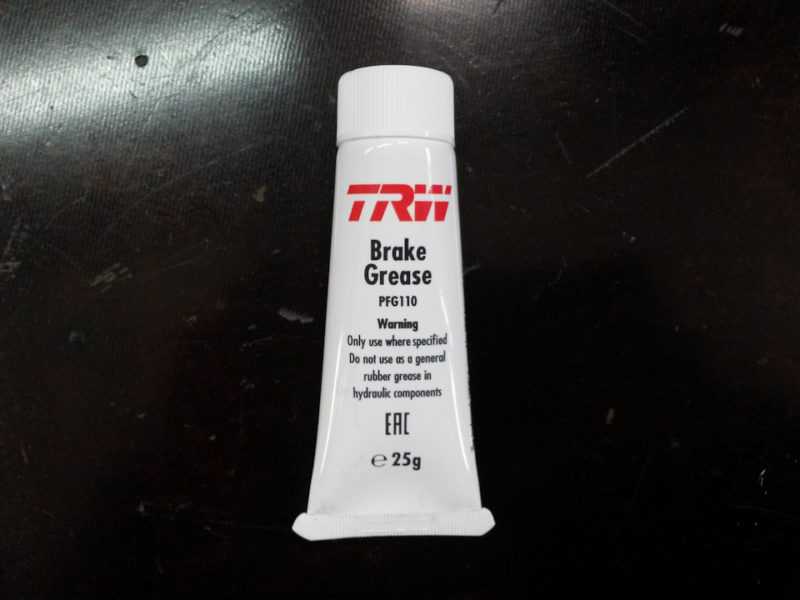 TRW
Brake
Grease
PFG110
Warning
Only use where specified
Do not use as a general
rubber grease in
hydraulic components
EAC
℮ 25g